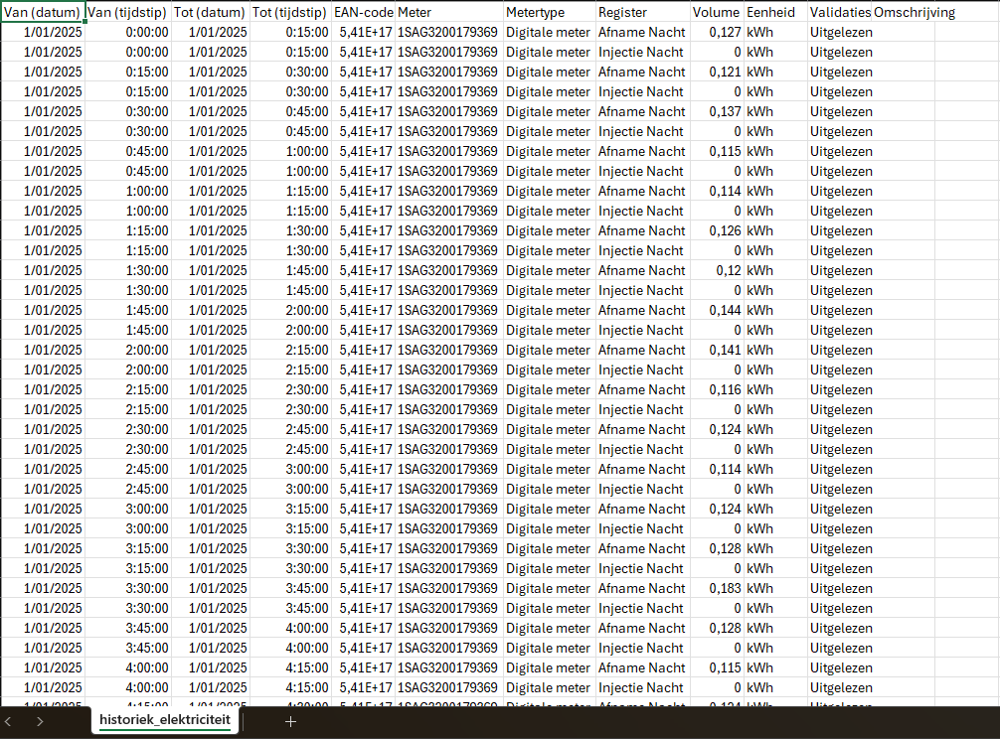 Van (datum) Van (tijdstip) Tot (datum) Tot (tijdstip) EAN-code Meter Metertype Register Volume Eenheid Validaties Omschrijving
1/01/2025 0:00:00 1/01/2025 0:15:00 5,41E+17 1SAG3200179369 Digitale meter Afname Nacht 0,127 kWh Uitgelezen
1/01/2025 0:00:00 1/01/2025 0:15:00 5,41E+17 1SAG3200179369 Digitale meter Injectie Nacht 0 kWh Uitgelezen
1/01/2025 0:15:00 1/01/2025 0:30:00 5,41E+17 1SAG3200179369 Digitale meter Afname Nacht 0,121 kWh Uitgelezen
1/01/2025 0:15:00 1/01/2025 0:30:00 5,41E+17 1SAG3200179369 Digitale meter Injectie Nacht 0 kWh Uitgelezen
1/01/2025 0:30:00 1/01/2025 0:45:00 5,41E+17 1SAG3200179369 Digitale meter Afname Nacht 0,137 kWh Uitgelezen
1/01/2025 0:30:00 1/01/2025 0:45:00 5,41E+17 1SAG3200179369 Digitale meter Injectie Nacht 0 kWh Uitgelezen
1/01/2025 0:45:00 1/01/2025 1:00:00 5,41E+17 1SAG3200179369 Digitale meter Afname Nacht 0,115 kWh Uitgelezen
1/01/2025 0:45:00 1/01/2025 1:00:00 5,41E+17 1SAG3200179369 Digitale meter Injectie Nacht 0 kWh Uitgelezen
1/01/2025 1:00:00 1/01/2025 1:15:00 5,41E+17 1SAG3200179369 Digitale meter Afname Nacht 0,114 kWh Uitgelezen
1/01/2025 1:00:00 1/01/2025 1:15:00 5,41E+17 1SAG3200179369 Digitale meter Injectie Nacht 0 kWh Uitgelezen
1/01/2025 1:15:00 1/01/2025 1:30:00 5,41E+17 1SAG3200179369 Digitale meter Afname Nacht 0,126 kWh Uitgelezen
1/01/2025 1:15:00 1/01/2025 1:30:00 5,41E+17 1SAG3200179369 Digitale meter Injectie Nacht 0 kWh Uitgelezen
1/01/2025 1:30:00 1/01/2025 1:45:00 5,41E+17 1SAG3200179369 Digitale meter Afname Nacht 0,12 kWh Uitgelezen
1/01/2025 1:30:00 1/01/2025 1:45:00 5,41E+17 1SAG3200179369 Digitale meter Injectie Nacht 0 kWh Uitgelezen
1/01/2025 1:45:00 1/01/2025 2:00:00 5,41E+17 1SAG3200179369 Digitale meter Afname Nacht 0,144 kWh Uitgelezen
1/01/2025 1:45:00 1/01/2025 2:00:00 5,41E+17 1SAG3200179369 Digitale meter Injectie Nacht 0 kWh Uitgelezen
1/01/2025 2:00:00 1/01/2025 2:15:00 5,41E+17 1SAG3200179369 Digitale meter Afname Nacht 0,141 kWh Uitgelezen
1/01/2025 2:00:00 1/01/2025 2:15:00 5,41E+17 1SAG3200179369 Digitale meter Injectie Nacht 0 kWh Uitgelezen
1/01/2025 2:15:00 1/01/2025 2:30:00 5,41E+17 1SAG3200179369 Digitale meter Afname Nacht 0,116 kWh Uitgelezen
1/01/2025 2:15:00 1/01/2025 2:30:00 5,41E+17 1SAG3200179369 Digitale meter Injectie Nacht 0 kWh Uitgelezen
1/01/2025 2:30:00 1/01/2025 2:45:00 5,41E+17 1SAG3200179369 Digitale meter Afname Nacht 0,124 kWh Uitgelezen
1/01/2025 2:30:00 1/01/2025 2:45:00 5,41E+17 1SAG3200179369 Digitale meter Injectie Nacht 0 kWh Uitgelezen
1/01/2025 2:45:00 1/01/2025 3:00:00 5,41E+17 1SAG3200179369 Digitale meter Afname Nacht 0,114 kWh Uitgelezen
1/01/2025 2:45:00 1/01/2025 3:00:00 5,41E+17 1SAG3200179369 Digitale meter Injectie Nacht 0 kWh Uitgelezen
1/01/2025 3:00:00 1/01/2025 3:15:00 5,41E+17 1SAG3200179369 Digitale meter Afname Nacht 0,124 kWh Uitgelezen
1/01/2025 3:00:00 1/01/2025 3:15:00 5,41E+17 1SAG3200179369 Digitale meter Injectie Nacht 0 kWh Uitgelezen
1/01/2025 3:15:00 1/01/2025 3:30:00 5,41E+17 1SAG3200179369 Digitale meter Afname Nacht 0,128 kWh Uitgelezen
1/01/2025 3:15:00 1/01/2025 3:30:00 5,41E+17 1SAG3200179369 Digitale meter Injectie Nacht 0 kWh Uitgelezen
1/01/2025 3:30:00 1/01/2025 3:45:00 5,41E+17 1SAG3200179369 Digitale meter Afname Nacht 0,183 kWh Uitgelezen
1/01/2025 3:30:00 1/01/2025 3:45:00 5,41E+17 1SAG3200179369 Digitale meter Injectie Nacht 0 kWh Uitgelezen
1/01/2025 3:45:00 1/01/2025 4:00:00 5,41E+17 1SAG3200179369 Digitale meter Afname Nacht 0,128 kWh Uitgelezen
1/01/2025 3:45:00 1/01/2025 4:00:00 5,41E+17 1SAG3200179369 Digitale meter Injectie Nacht 0 kWh Uitgelezen
1/01/2025 4:00:00 1/01/2025 4:15:00 5,41E+17 1SAG3200179369 Digitale meter Afname Nacht 0,115 kWh Uitgelezen
1/01/2025 4:00:00 1/01/2025 4:15:00 5,41E+17 1SAG3200179369 Digitale meter Injectie Nacht 0 kWh Uitgelezen
historiek_elektriciteit